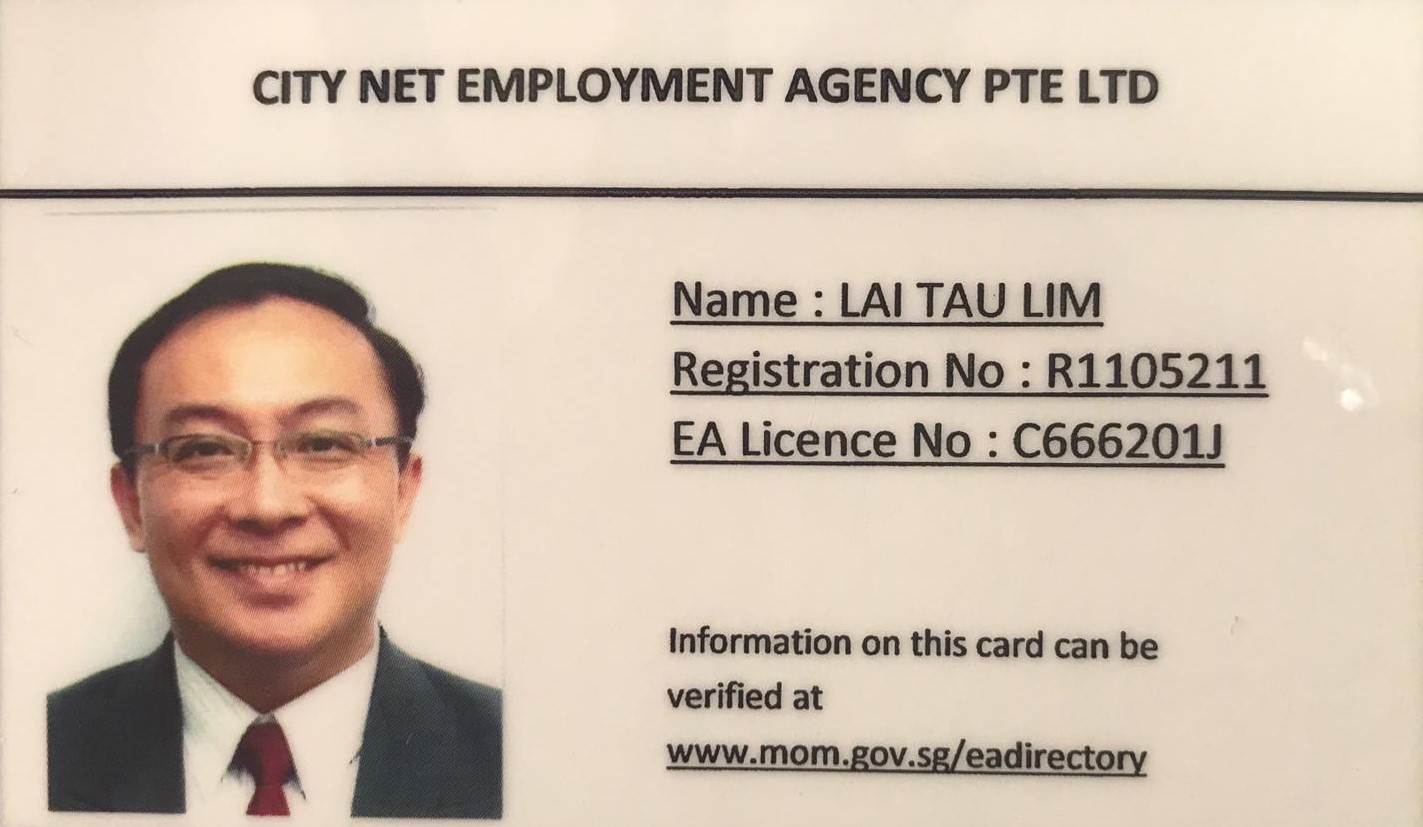 CITY NET EMPLOYMENT AGENCY PTE LTD
Name : LAI TAU LIM
Registration No : R1105211
EA Licence No : C666201J
Information on this card can be
verified at
www.mom.gov.sg/eadirectory